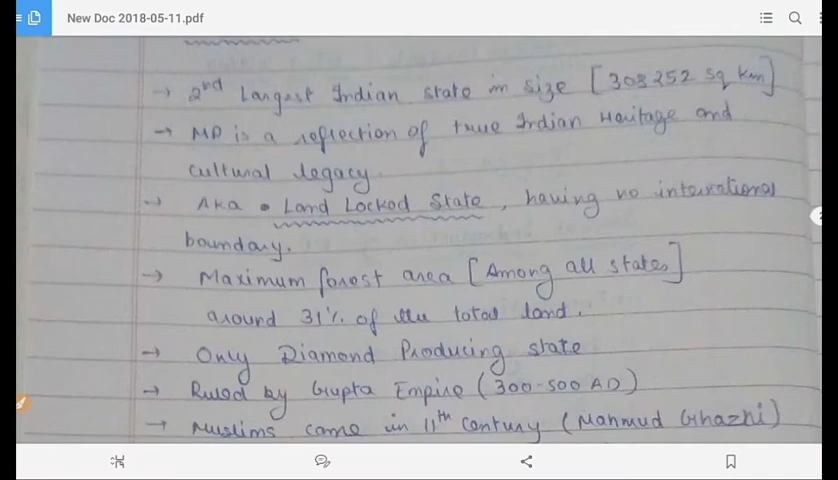 New Doc 2018-05-11.pdf
→ 2nd Largest Indian state in size [308252 sq km]
→ MP is a reflection of true Indian Heritage and
cultural legacy.
→ AKA • Land Locked State, having no international
boundary.
→ Maximum forest area [Among all states]
around 31% of the total land.
→ Only Diamond Producing state
→ Ruled by Gupta Empire (300-500 AD)
→ Muslims came in 11th Century (Mahmud Ghazhi)